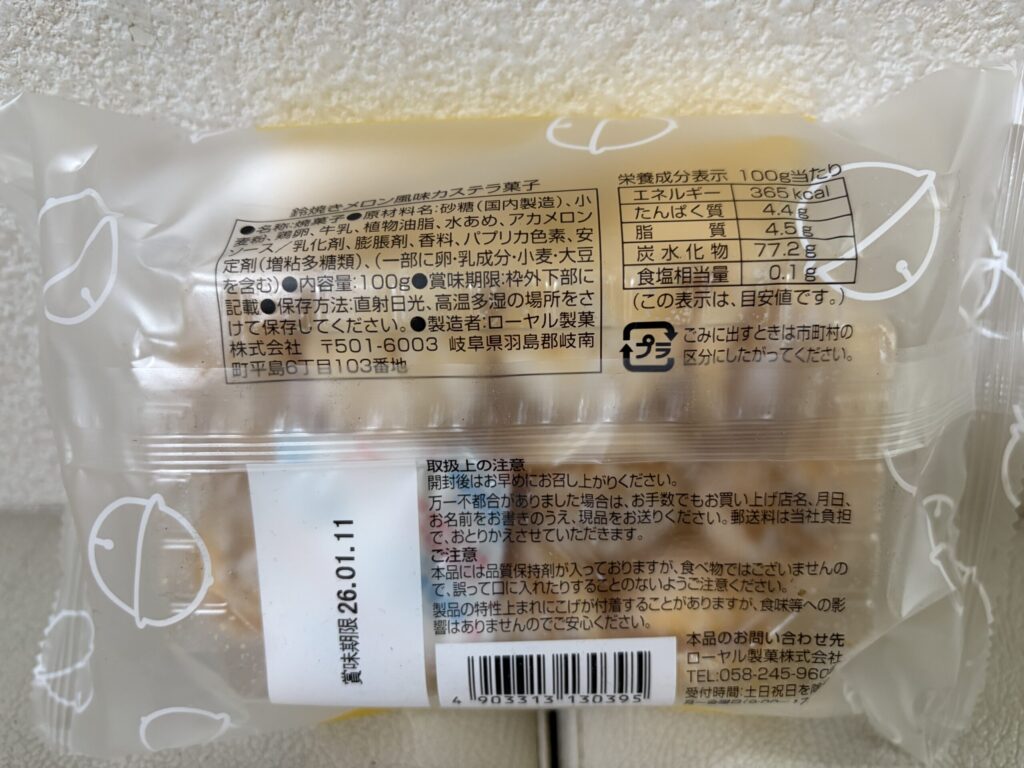 鈴焼きメロン風味カステラ菓子
●名称:焼菓子●原材料名:砂糖(国内製造)、小
麦粉、鶏卵、牛乳、植物油脂、水あめ、アカメロン
ソース/乳化剤、膨脹剤、香料、パプリカ色素、安
定剤(増粘多糖類)、(一部に卵・乳成分・小麦・大豆
を含む)●内容量:100g●賞味期限:枠外下部に
記載●保存方法:直射日光、高温多湿の場所をさ
けて保存してください。●製造者:ローヤル製菓
株式会社 〒501-6003 岐阜県羽島郡岐南
町平島6丁目103番地
栄養成分表示 100g当たり
エネルギー 365kcal
たんぱく質 4.4g
脂質 4.5g
炭水化物 77.2g
食塩相当量 0.1g
(この表示は、目安値です。)
プラ
ごみに出すときは市町村の
区分にしたがってください。
取扱上の注意
開封後はお早めにお召し上がりください。
万一不都合がありました場合は、お手数でもお買い上げ店名、月日、
お名前をお書きのうえ、現品をお送りください。郵送料は当社負担
で、おとりかえさせていただきます。
ご注意
本品には品質保持剤が入っておりますが、食べ物ではございませんの
で、誤って口に入れたりすることのないようご注意ください。
製品の特性上まれにこげが付着することがありますが、食味等への影
響はありませんのでご安心ください。
賞味期限26.01.11
4 903313 130395
本品のお問い合わせ先
ローヤル製菓株式会社
TEL:058-245-960
受付時間:土日祝日を除